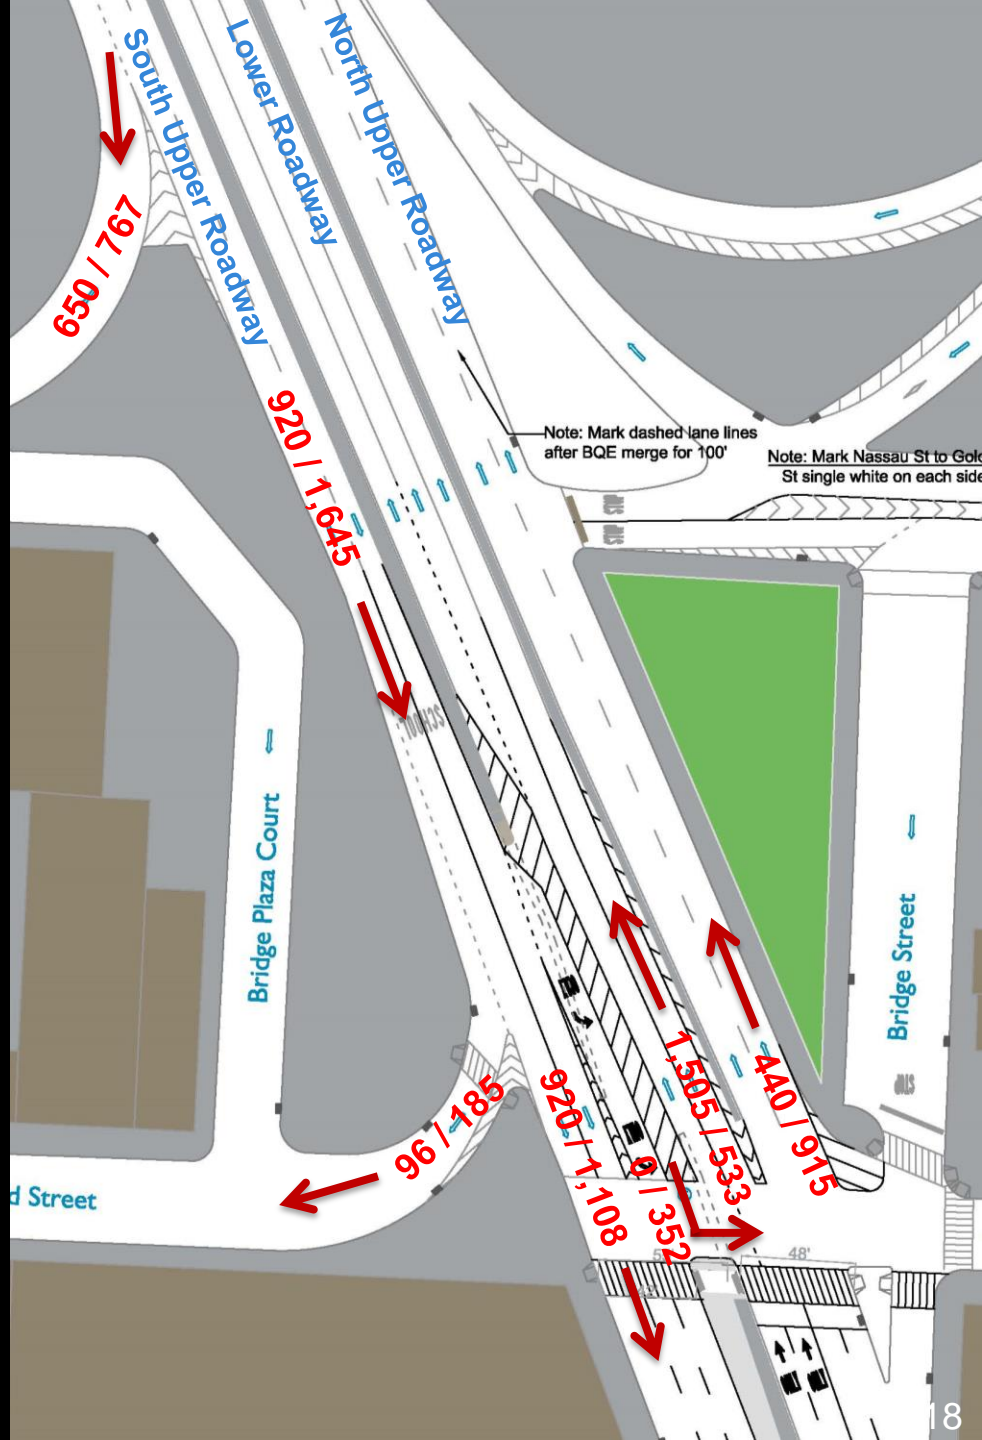 South Upper Roadway
Lower Roadway
North Upper Roadway
650 / 767
920 / 1,645
Note: Mark dashed lane lines
after BQE merge for 100'
Note: Mark Nassau St to Gold
St single white on each side
SCHOOL
Bridge Plaza Court
Bridge Street
STOP
96 / 185
920 / 1,108
0 / 352
1,505 / 533
440 / 915
d Street
48'
18